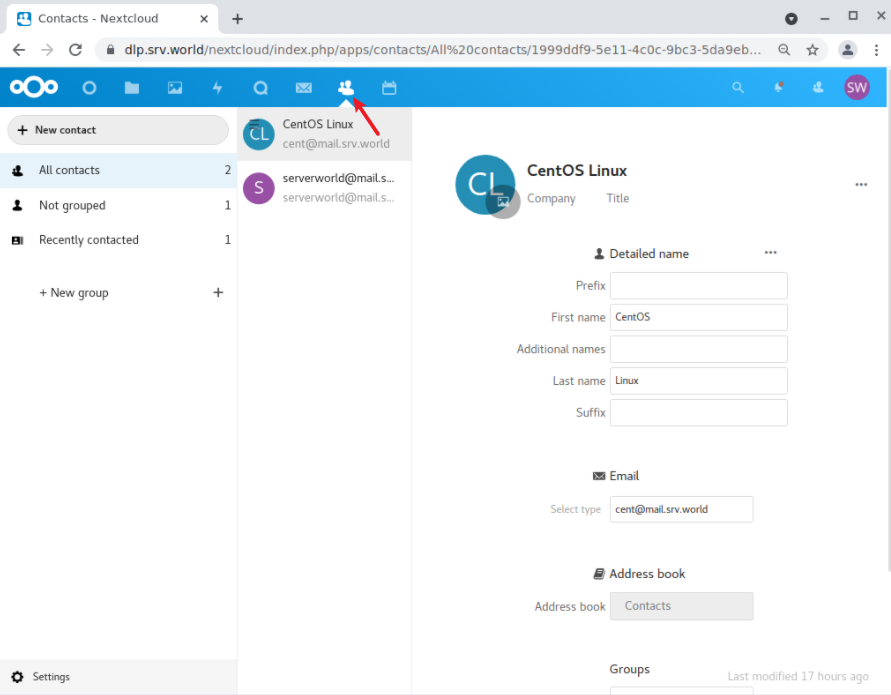 Contacts - Nextcloud
dlp.srv.world/nextcloud/index.php/apps/contacts/All%20contacts/1999ddf9-5e11-4c0c-9bc3-5da9eb...
SW
New contact
All contacts 2
Not grouped 1
Recently contacted 1
+ New group
Settings
CL
CentOS Linux
cent@mail.srv.world
S
serverworld@mail.s...
serverworld@mail.s...
CL
CentOS Linux
Company Title
Detailed name
Prefix
First name CentOS
Additional names
Last name Linux
Suffix
Email
Select type cent@mail.srv.world
Address book
Address book Contacts
Groups
Last modified 17 hours ago